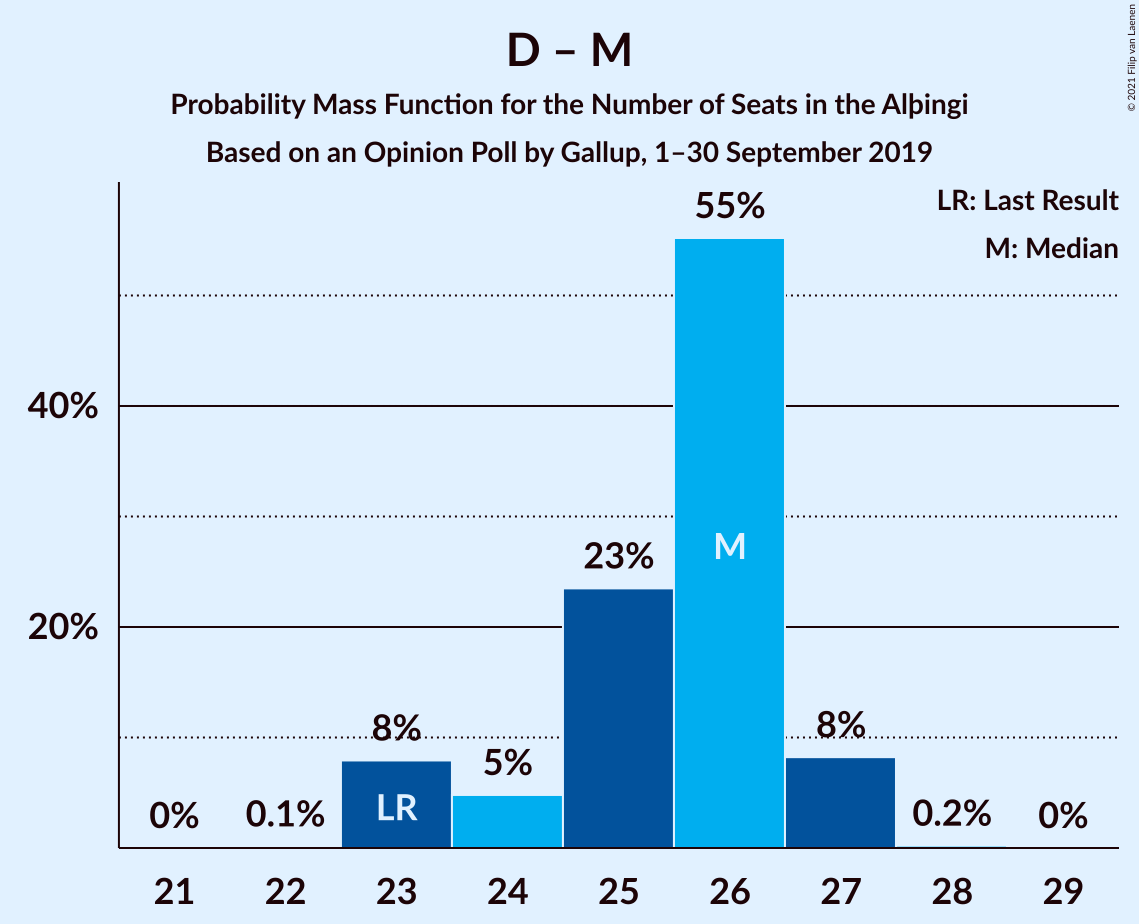 D – M
Probability Mass Function for the Number of Seats in the Alþingi
Based on an Opinion Poll by Gallup, 1–30 September 2019
© 2021 Filip van Laenen
LR: Last Result
M: Median
55%
40%
M
23%
20%
8%
8%
5%
LR
0%
0.1%
0.2%
0%
21 22 23 24 25 26 27 28 29